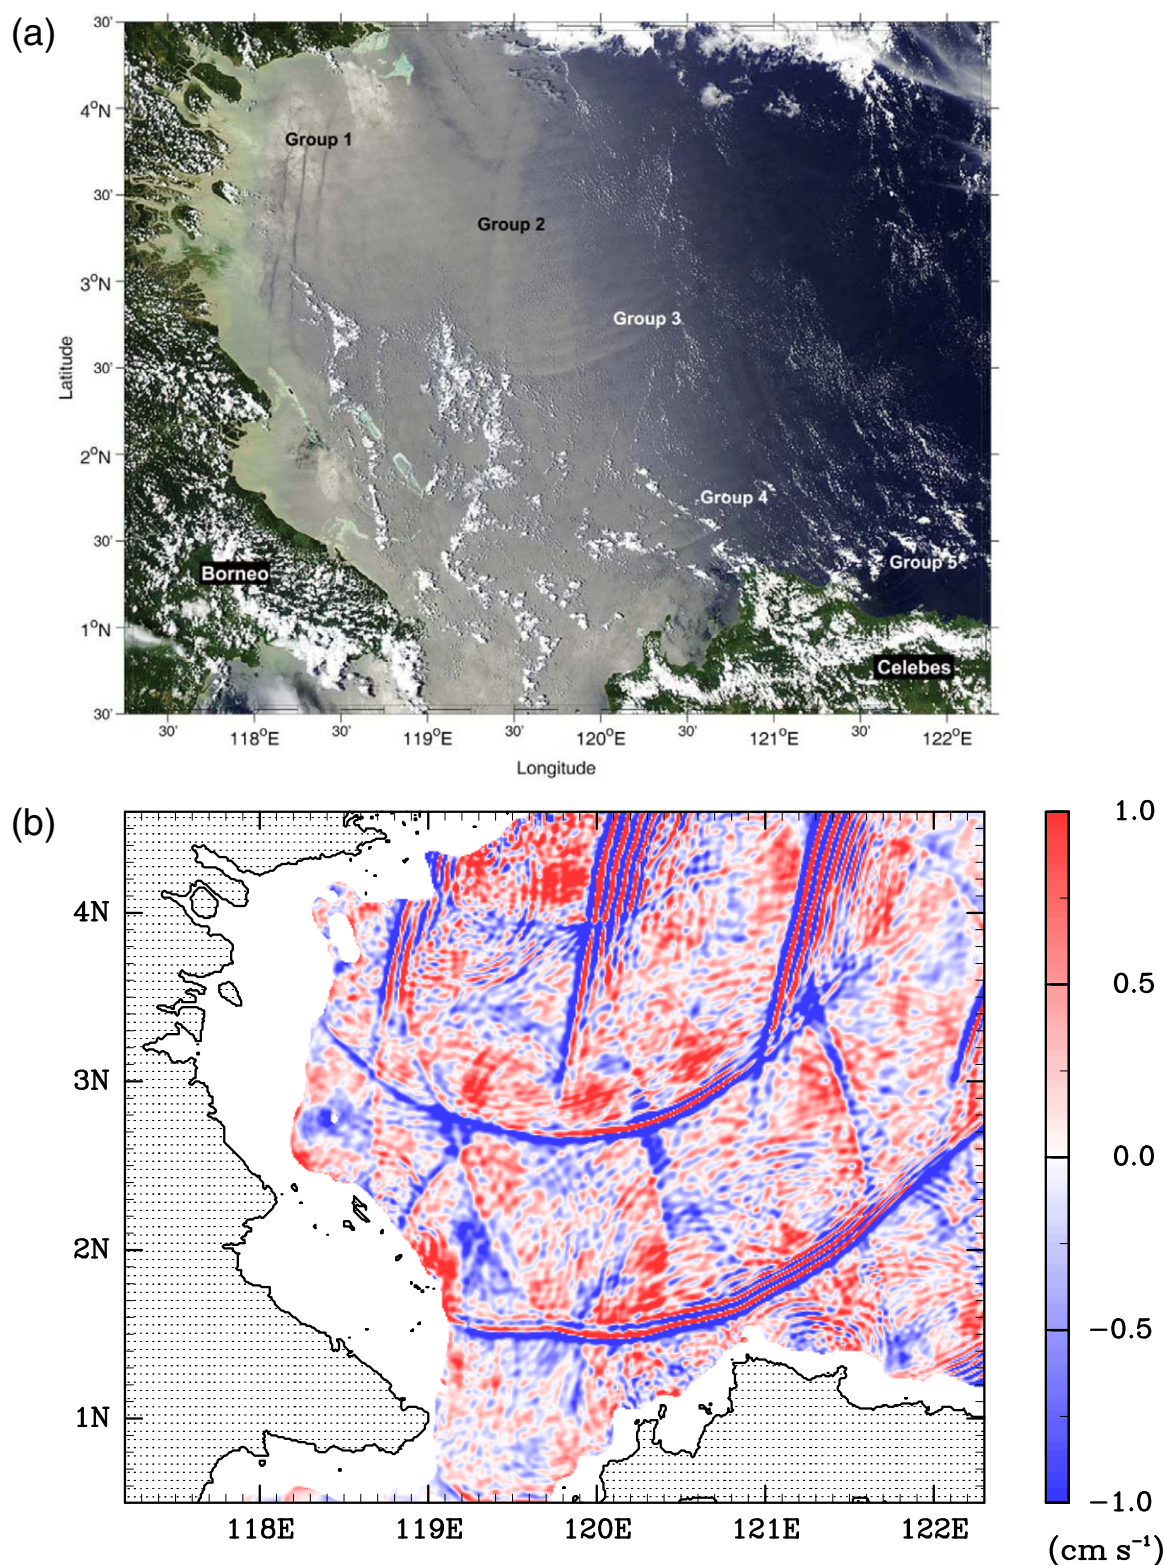 (a)
30'
4°N
30'
3°N
30'
2°N
30'
1°N
30'
Latitude
Group 1
Group 2
Group 3
Group 4
Group 5
Borneo
Celebes
30' 118°E 30' 119°E 30' 120°E 30' 121°E 30' 122°E
Longitude
(b)
4N
3N
2N
1N
118E 119E 120E 121E 122E
1.0
0.5
0.0
−0.5
−1.0
(cm s⁻¹)